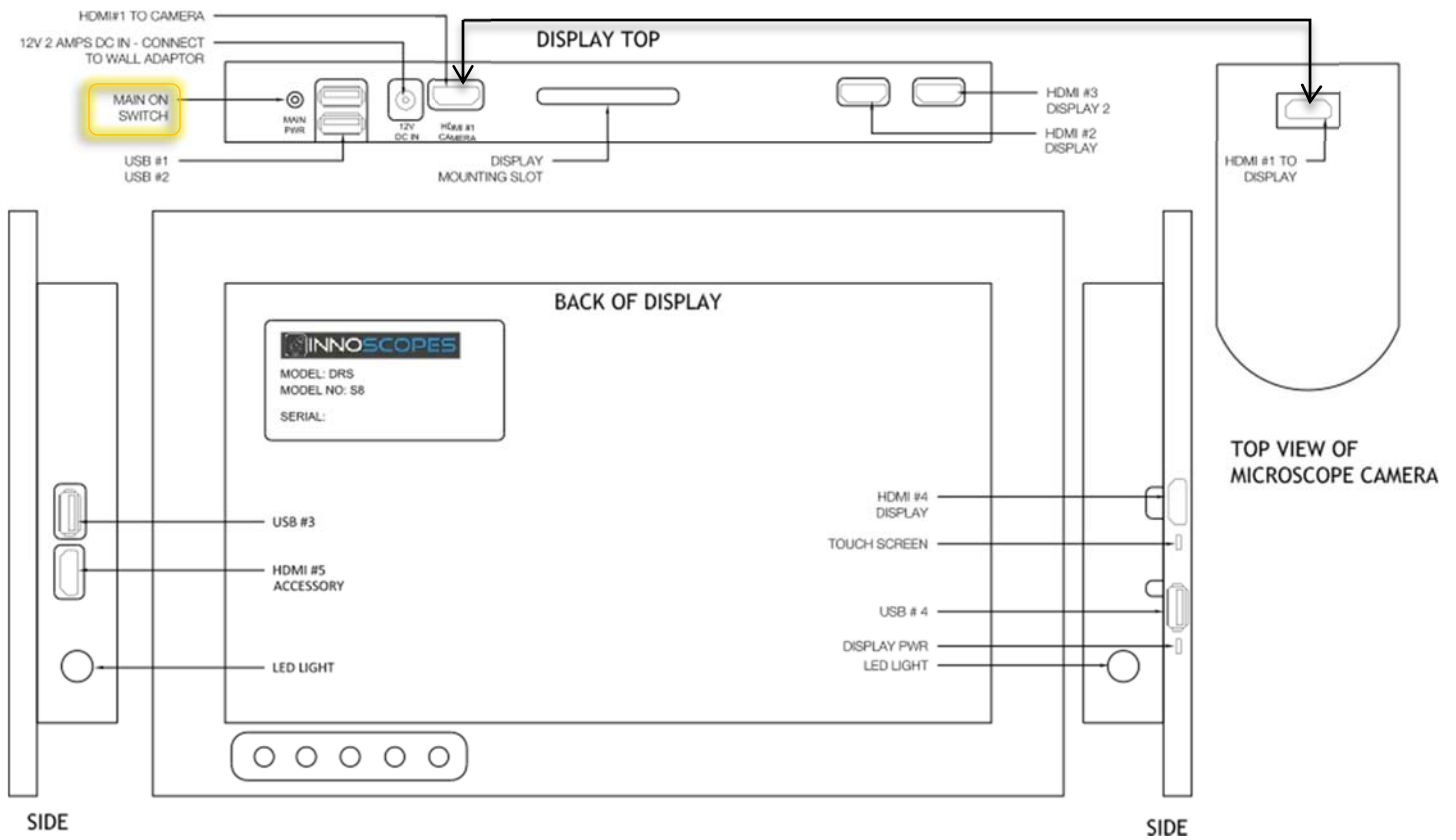 HDMI#1 TO CAMERA
12V 2 AMPS DC IN - CONNECT
TO WALL ADAPTOR
MAIN ON
SWITCH
USB #1
USB #2
DISPLAY TOP
MAIN
PWR
12V
DC IN
HDMI #1
CAMERA
DISPLAY
MOUNTING SLOT
HDMI #3
DISPLAY 2
HDMI #2
DISPLAY
HDMI #1 TO
DISPLAY
TOP VIEW OF
MICROSCOPE CAMERA
BACK OF DISPLAY
INNOSCOPES
MODEL: DRS
MODEL NO: S8
SERIAL:
USB #3
HDMI #5
ACCESSORY
LED LIGHT
HDMI #4
DISPLAY
TOUCH SCREEN
USB # 4
DISPLAY PWR
LED LIGHT
SIDE
SIDE